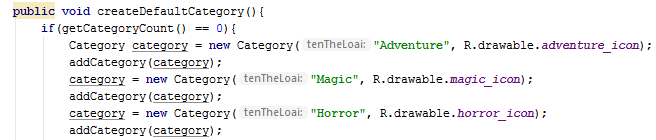 public void createDefaultCategory(){
if(getCategoryCount() == 0){
Category category = new Category( tenTheLoai: "Adventure", R.drawable.adventure_icon);
addCategory(category);
category = new Category( tenTheLoai: "Magic", R.drawable.magic_icon);
addCategory(category);
category = new Category( tenTheLoai: "Horror", R.drawable.horror_icon);
addCategory(category);